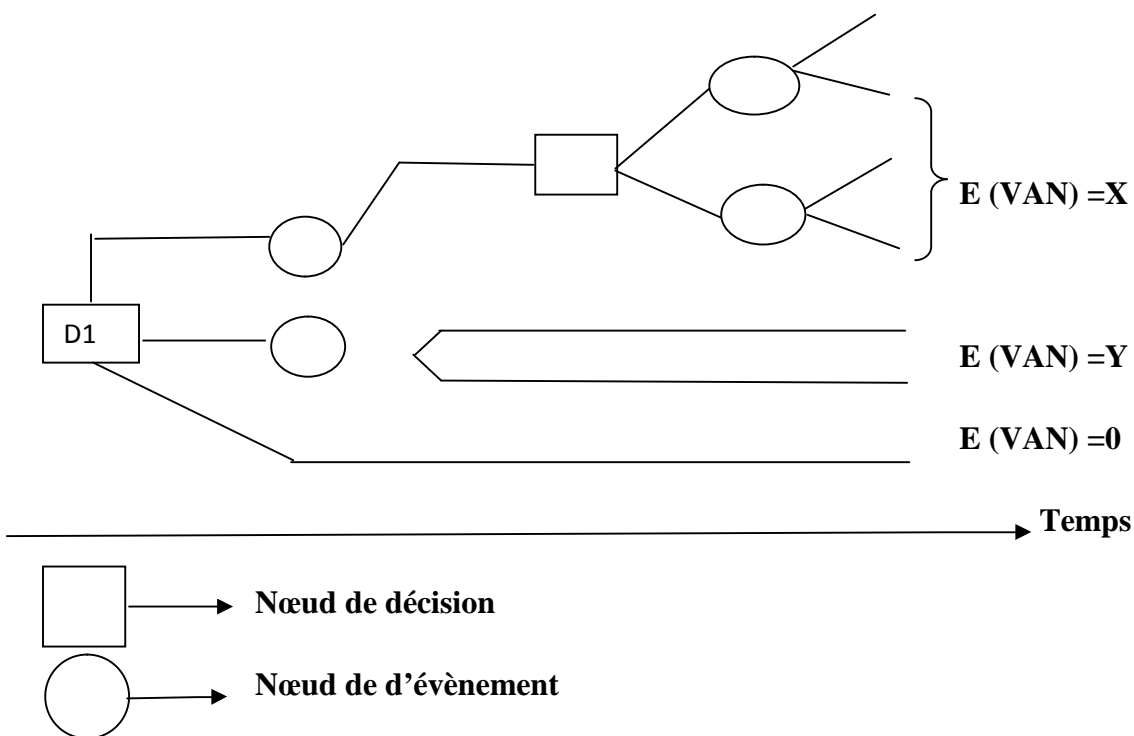 E (VAN) =X
D1
E (VAN) =Y
E (VAN) =0
Temps
Nœud de décision
Nœud de d'évènement